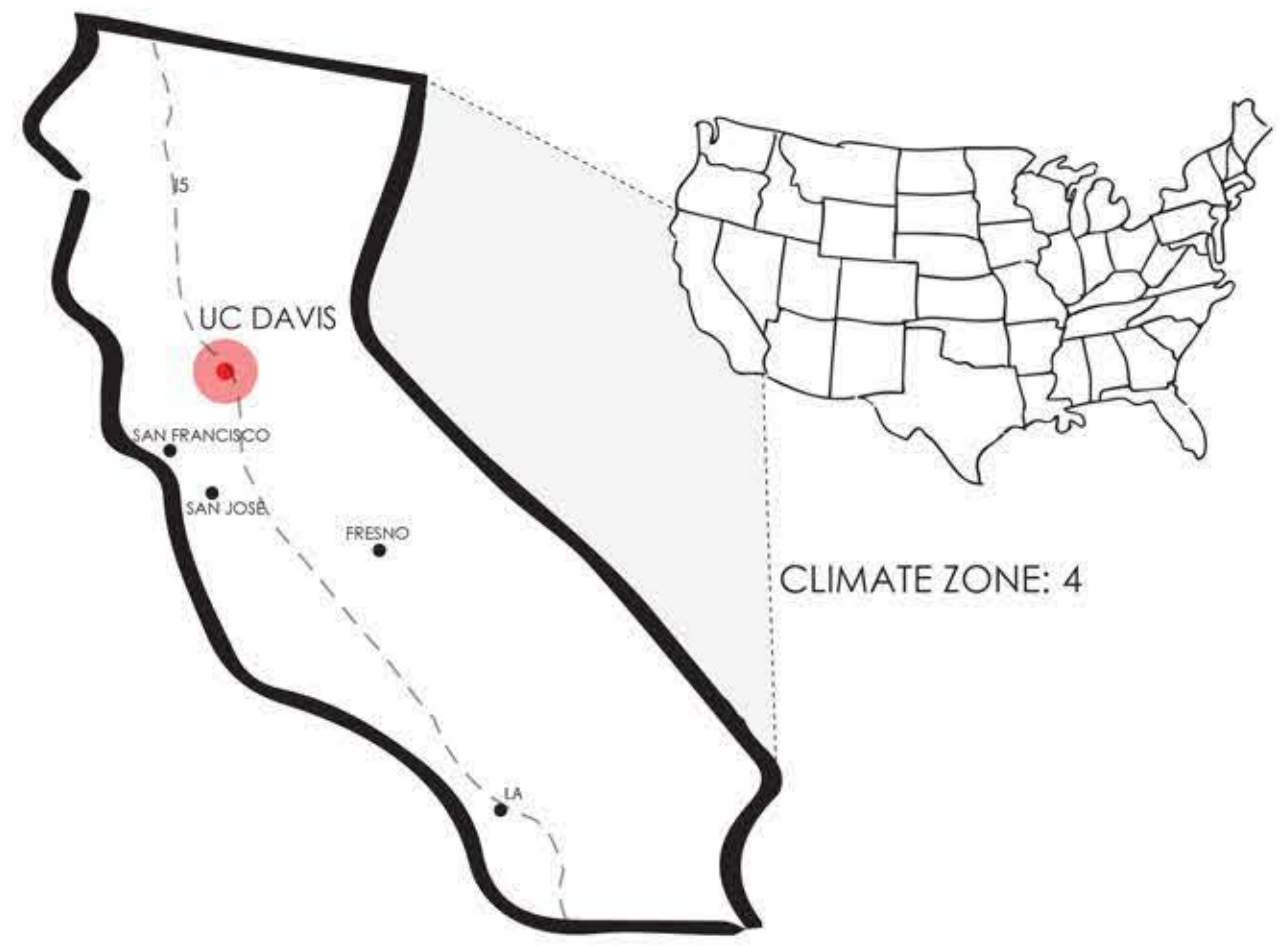 I5
UC DAVIS
SAN FRANCISCO
SAN JOSE
FRESNO
CLIMATE ZONE: 4
LA